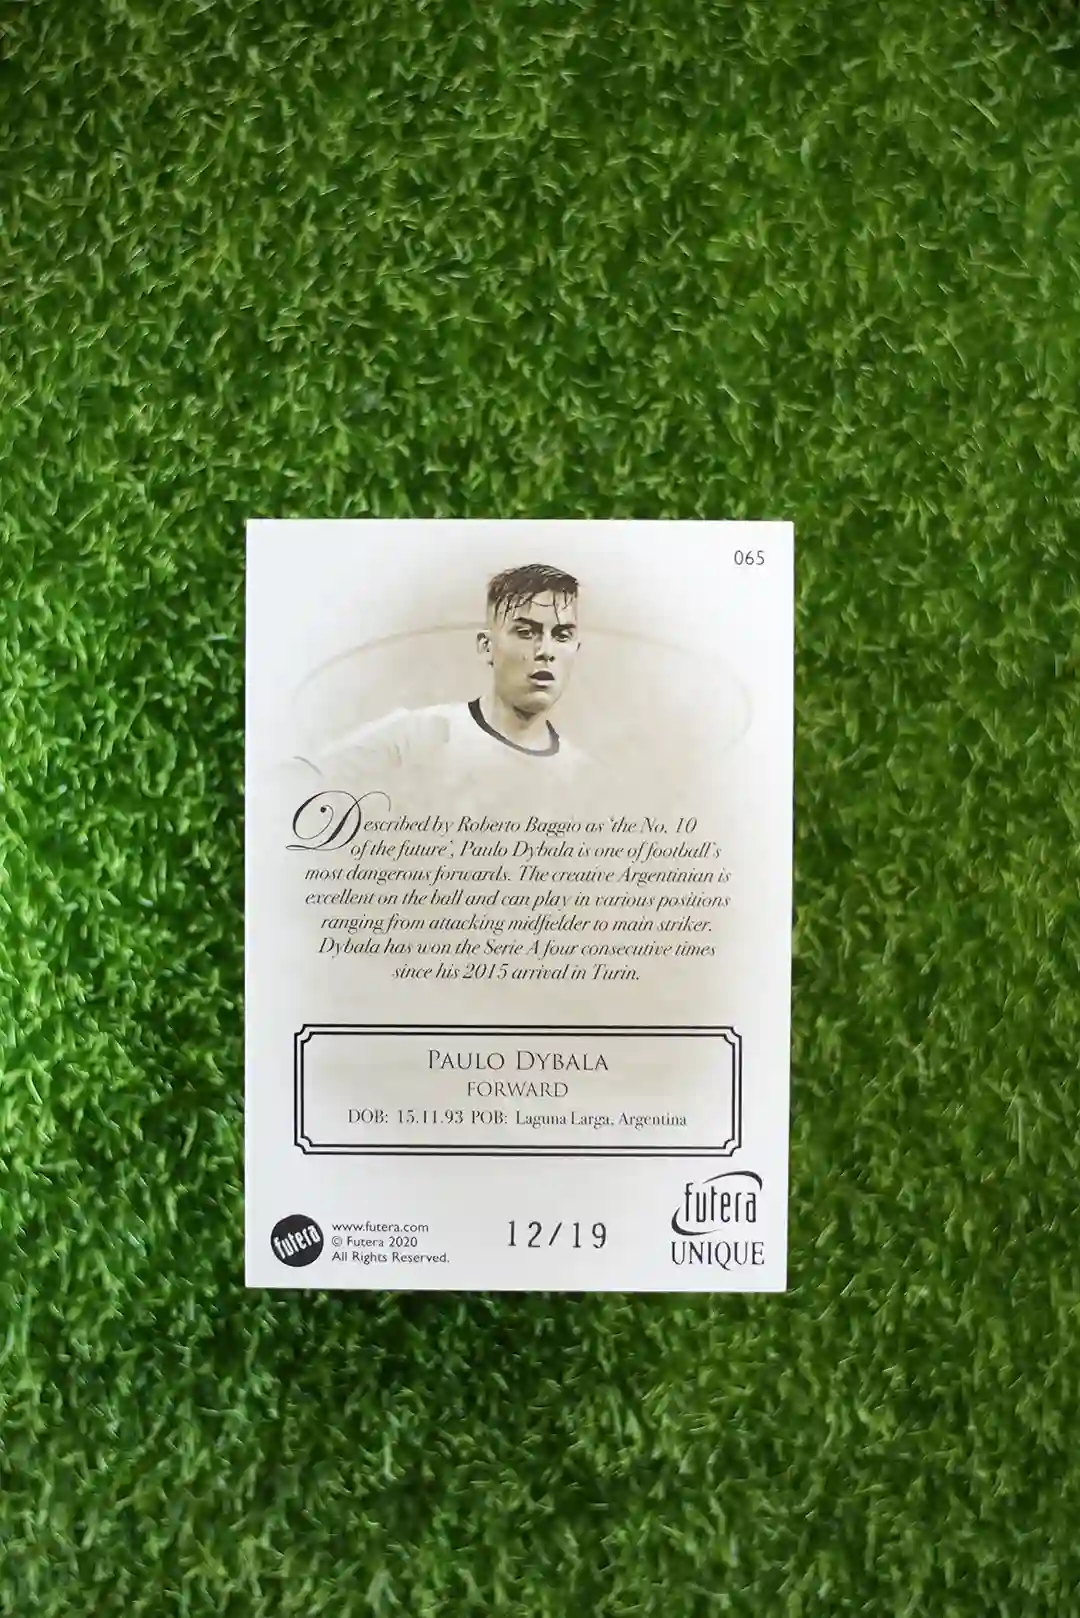 065
Described by Roberto Baggio as 'the No. 10
of the future', Paulo Dybala is one of football's
most dangerous forwards. The creative Argentinian is
excellent on the ball and can play in various positions
ranging from attacking midfielder to main striker.
Dybala has won the Serie A four consecutive times
since his 2015 arrival in Turin.
PAULO DYBALA
FORWARD
DOB: 15.11.93 POB: Laguna Larga, Argentina
futera
www.futera.com
© Futera 2020
All Rights Reserved.
12/19
futera
UNIQUE